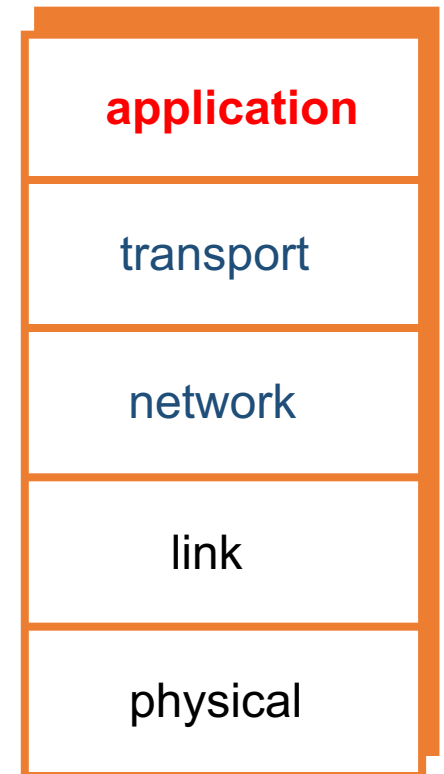 application
transport
network
link
physical